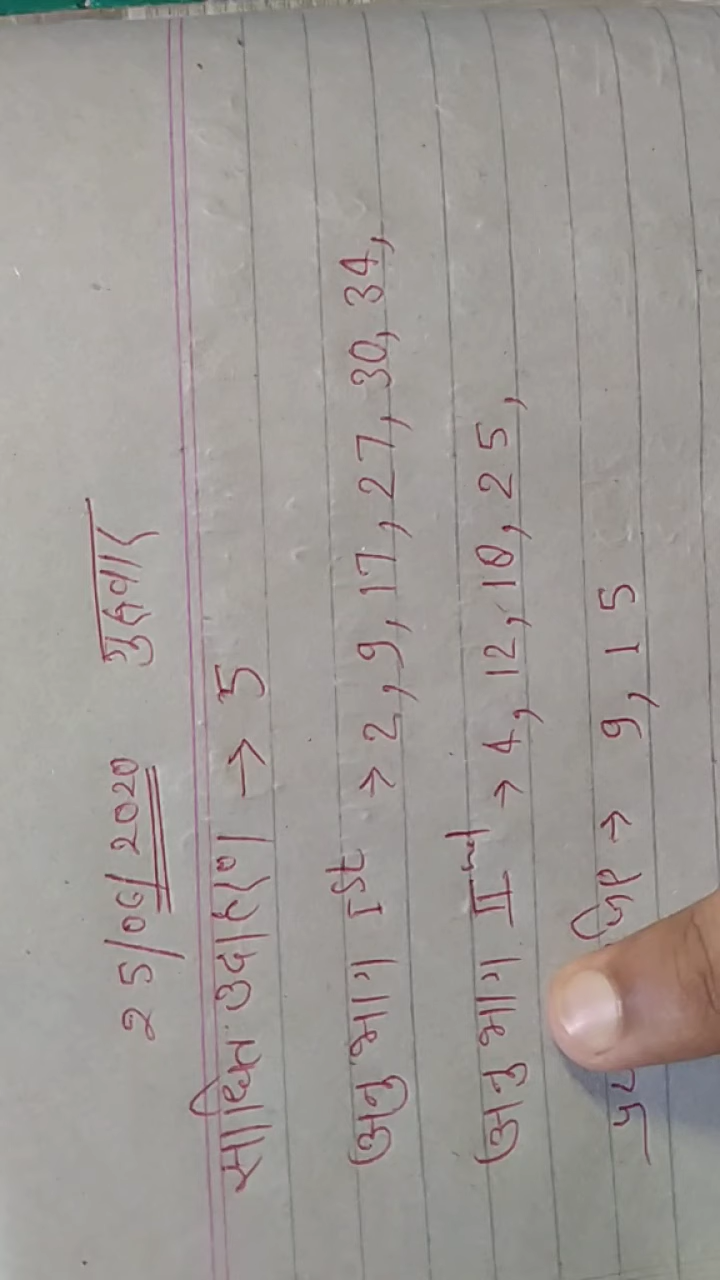 25/06/2020 गुरुवार
साधित उदाहरण → 5
अनुभाग Ist → 2, 9, 17, 27, 30, 34,
अनुभाग IInd → 4, 12, 18, 25,
→ 9, 15